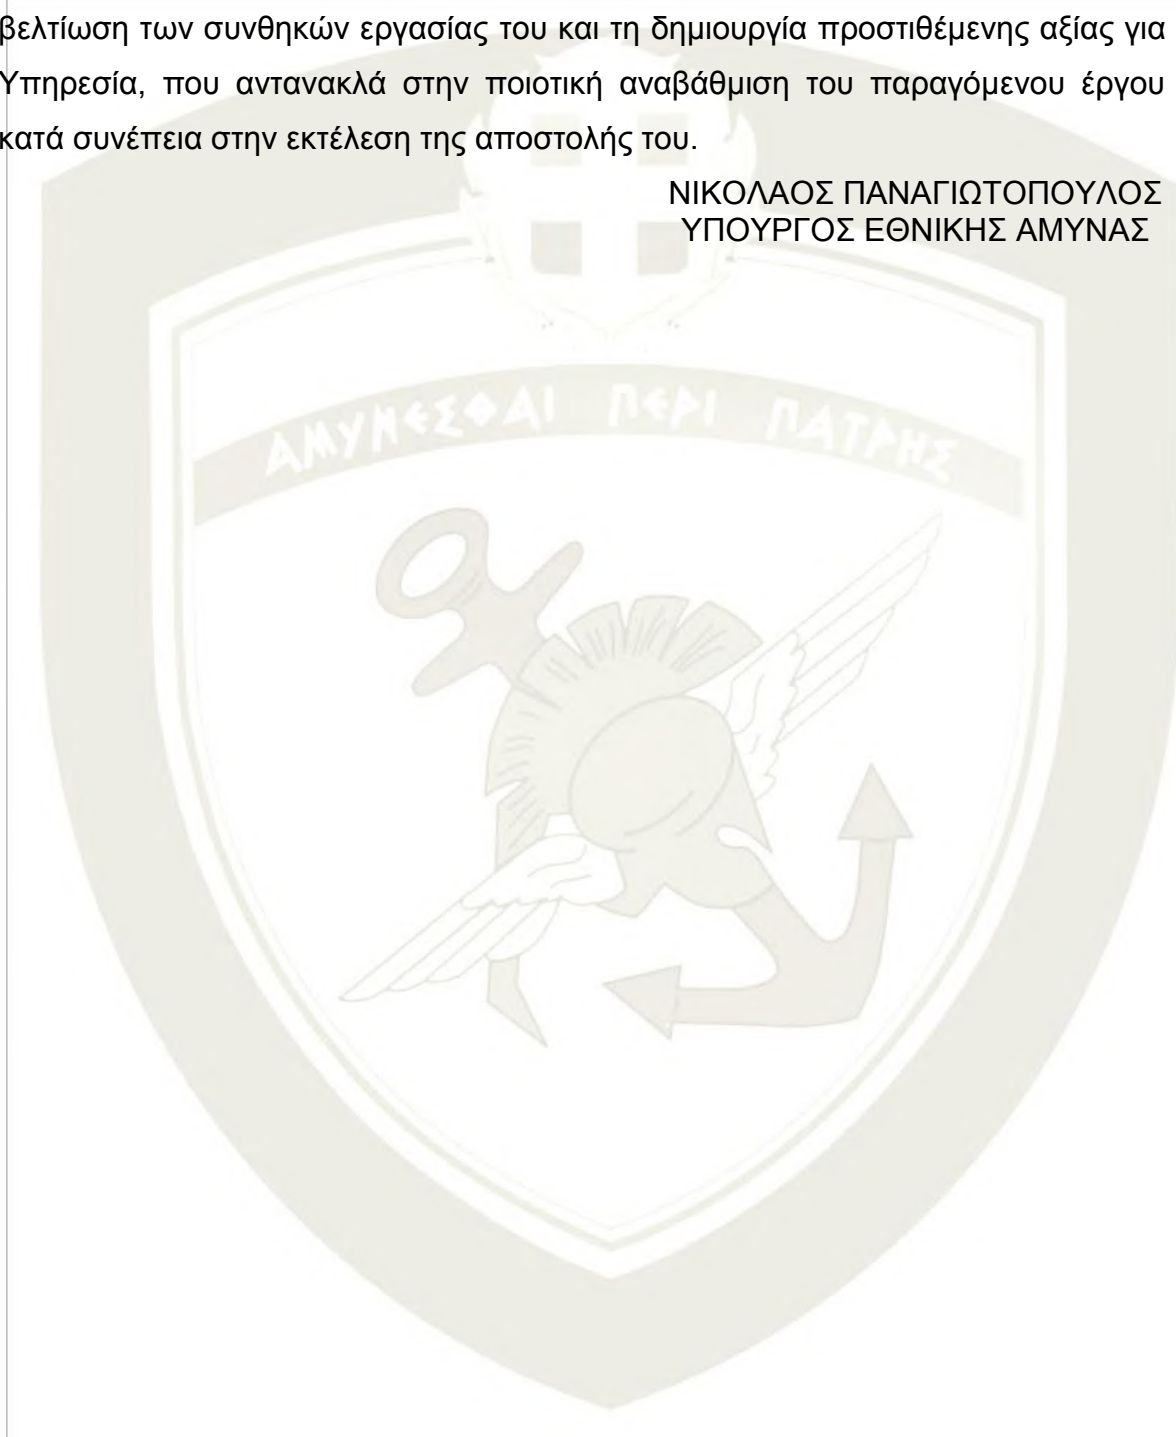 βελτίωση των συνθηκών εργασίας του και τη δημιουργία προστιθέμενης αξίας για
Υπηρεσία, που αντανακλά στην ποιοτική αναβάθμιση του παραγόμενου έργου
κατά συνέπεια στην εκτέλεση της αποστολής του.
ΝΙΚΟΛΑΟΣ ΠΑΝΑΓΙΩΤΟΠΟΥΛΟΣ
ΥΠΟΥΡΓΟΣ ΕΘΝΙΚΗΣ ΑΜΥΝΑΣ
ΑΜΥΝΕΣΘΑΙ ΠΕΡΙ ΠΑΤΡΗΣ